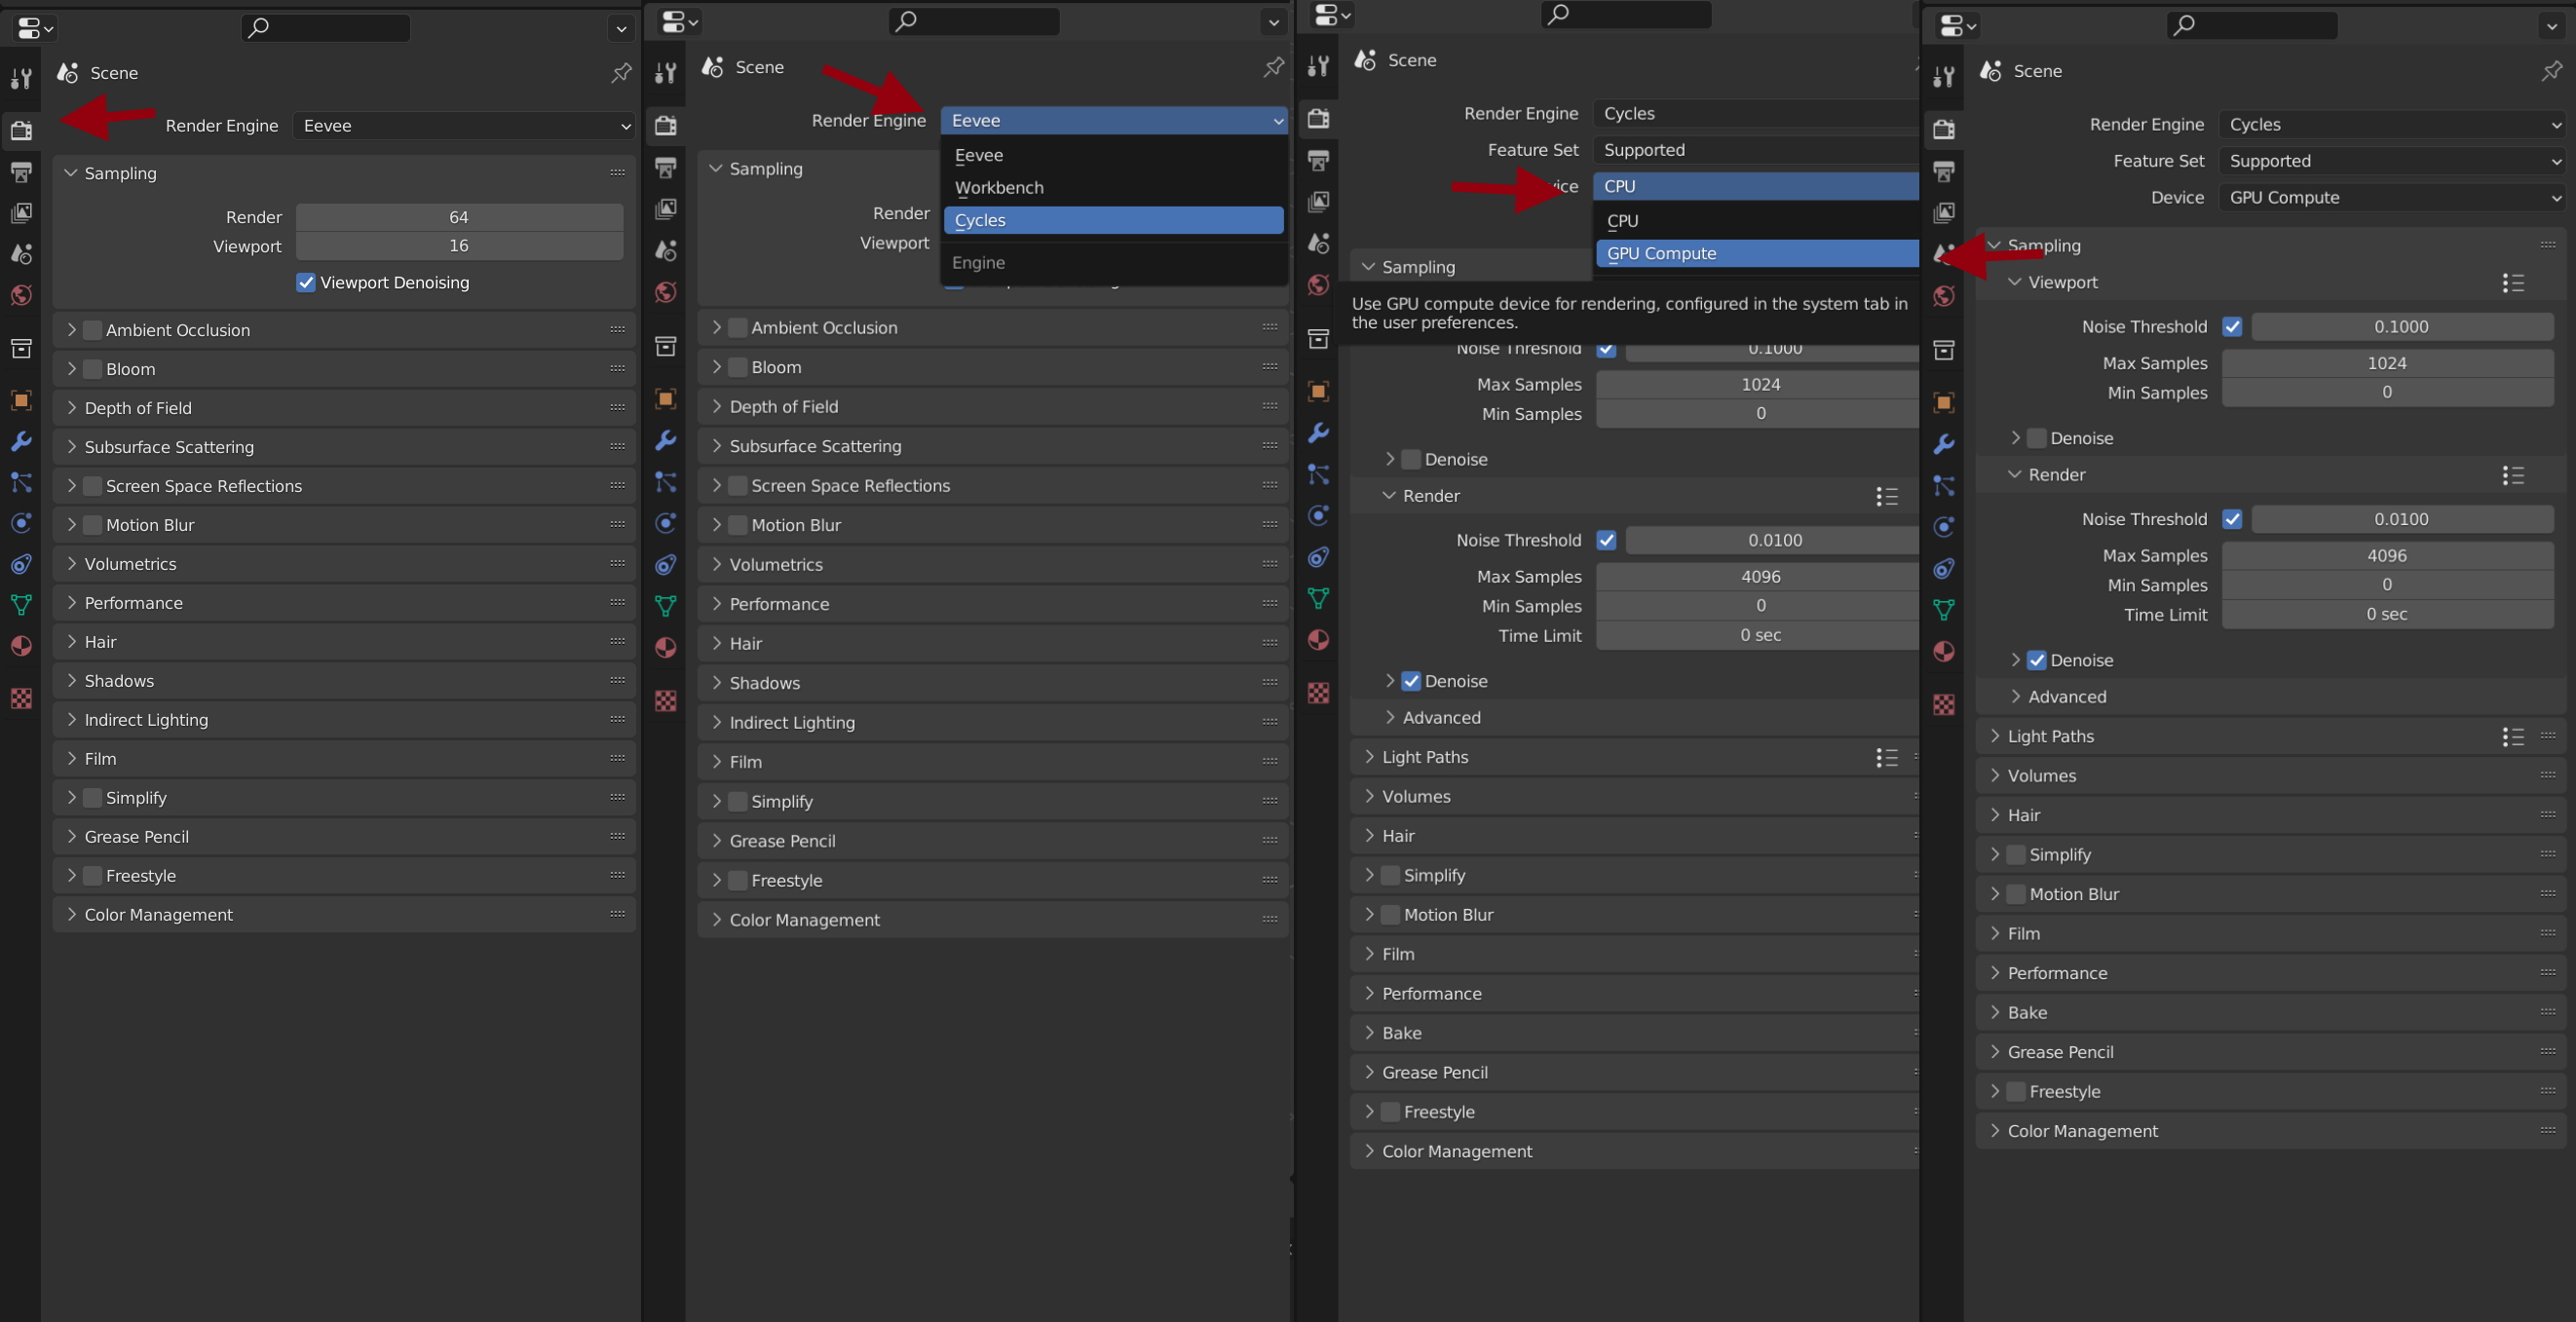 Scene
Render Engine Eevee
Sampling
Render 64
Viewport 16
Viewport Denoising
Ambient Occlusion
Bloom
Depth of Field
Subsurface Scattering
Screen Space Reflections
Motion Blur
Volumetrics
Performance
Hair
Shadows
Indirect Lighting
Film
Simplify
Grease Pencil
Freestyle
Color Management
Scene
Render Engine Eevee
Eevee
Workbench
Cycles
Engine
Sampling
Render
Viewport
Ambient Occlusion
Bloom
Depth of Field
Subsurface Scattering
Screen Space Reflections
Motion Blur
Volumetrics
Performance
Hair
Shadows
Indirect Lighting
Film
Simplify
Grease Pencil
Freestyle
Color Management
Scene
Render Engine Cycles
Feature Set Supported
CPU
CPU
GPU Compute
Sampling
Use GPU compute device for rendering, configured in the system tab in
the user preferences.
Noise Threshold 0.1000
Max Samples 1024
Min Samples 0
Denoise
Render
Noise Threshold 0.0100
Max Samples 4096
Min Samples 0
Time Limit 0 sec
Denoise
Advanced
Light Paths
Volumes
Hair
Simplify
Motion Blur
Film
Performance
Bake
Grease Pencil
Freestyle
Color Management
Scene
Render Engine Cycles
Feature Set Supported
Device GPU Compute
Sampling
Viewport
Noise Threshold 0.1000
Max Samples 1024
Min Samples 0
Denoise
Render
Noise Threshold 0.0100
Max Samples 4096
Min Samples 0
Time Limit 0 sec
Denoise
Advanced
Light Paths
Volumes
Hair
Simplify
Motion Blur
Film
Performance
Bake
Grease Pencil
Freestyle
Color Management